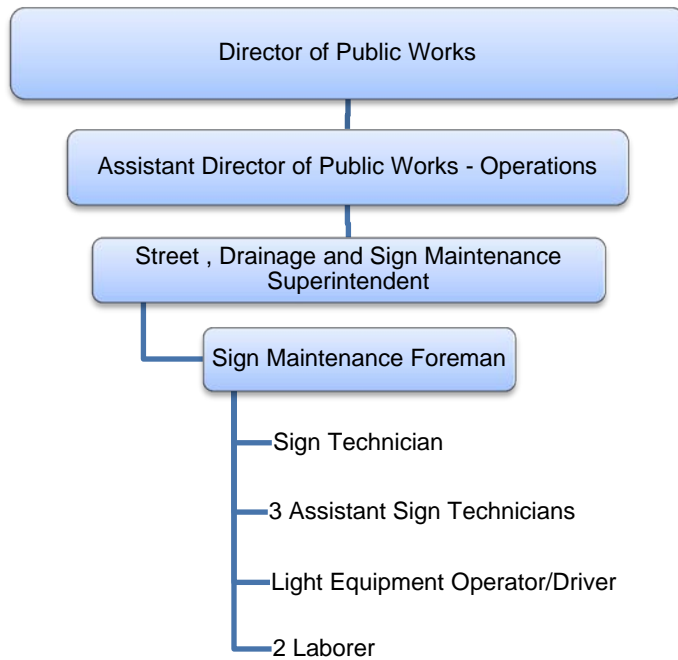 Director of Public Works
Assistant Director of Public Works - Operations
Street , Drainage and Sign Maintenance
Superintendent
Sign Maintenance Foreman
Sign Technician
3 Assistant Sign Technicians
Light Equipment Operator/Driver
2 Laborer